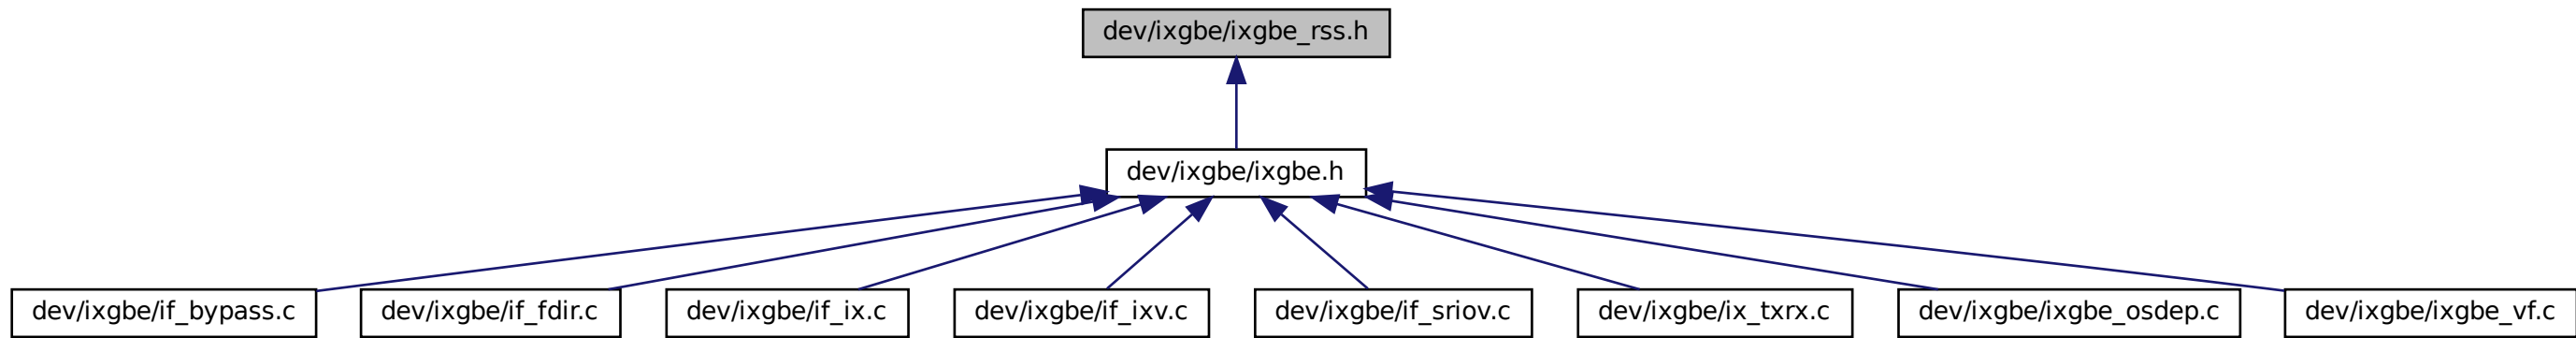 dev/ixgbe/ixgbe_rss.h
dev/ixgbe/ixgbe.h
dev/ixgbe/if_bypass.c
dev/ixgbe/if_fdir.c
dev/ixgbe/if_ix.c
dev/ixgbe/if_ixv.c
dev/ixgbe/if_sriov.c
dev/ixgbe/ix_txrx.c
dev/ixgbe/ixgbe_osdep.c
dev/ixgbe/ixgbe_vf.c